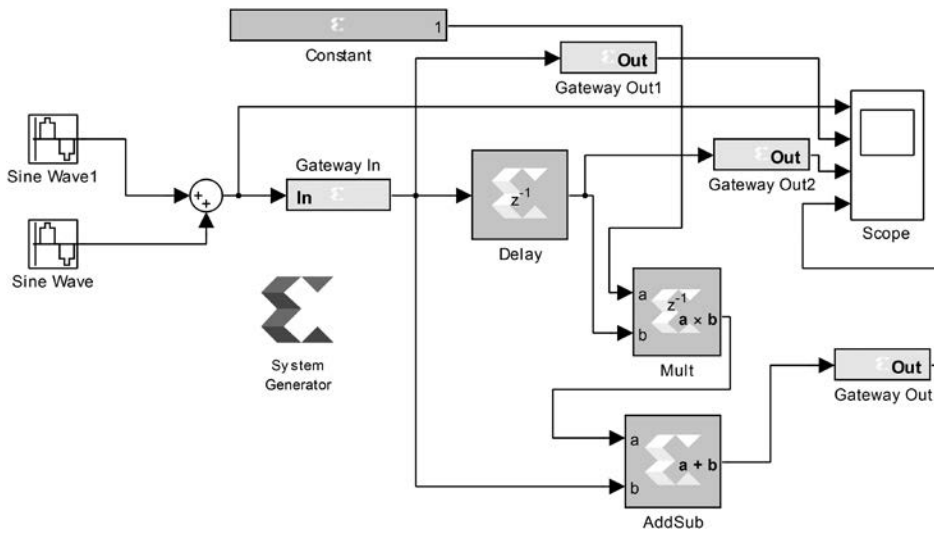 1
Constant
Out
Gateway Out1
Sine Wave1
+
+
Gateway In
In
z-1
Delay
Out
Gateway Out2
Scope
Sine Wave
System
Generator
a
b
z-1
a × b
Mult
Out
Gateway Out
a
b
a + b
AddSub